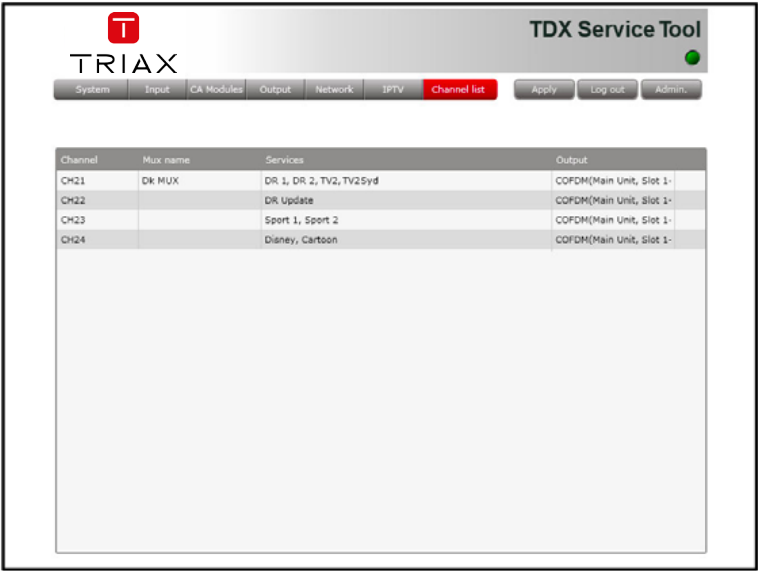 T
TRIAX
TDX Service Tool
System Input CA Modules Output Network IPTV Channel list Apply Log out Admin.
Channel Mux name Services Output
CH21 Dk MUX DR 1, DR 2, TV2, TV2Syd COFDM(Main Unit, Slot 1-
CH22 DR Update COFDM(Main Unit, Slot 1-
CH23 Sport 1, Sport 2 COFDM(Main Unit, Slot 1-
CH24 Disney, Cartoon COFDM(Main Unit, Slot 1-